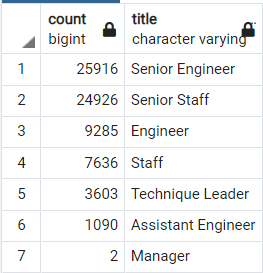 count title
bigint character varying
1 25916 Senior Engineer
2 24926 Senior Staff
3 9285 Engineer
4 7636 Staff
5 3603 Technique Leader
6 1090 Assistant Engineer
7 2 Manager